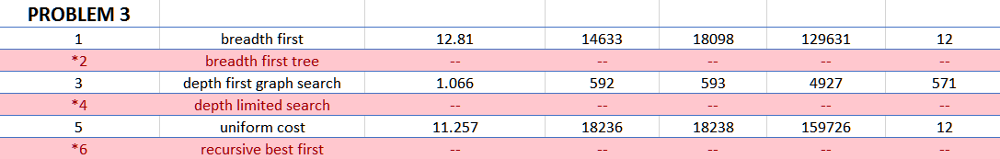 PROBLEM 3
1 breadth first 12.81 14633 18098 129631 12
*2 breadth first tree -- -- -- -- --
3 depth first graph search 1.066 592 593 4927 571
*4 depth limited search -- -- -- -- --
5 uniform cost 11.257 18236 18238 159726 12
*6 recursive best first -- -- -- -- --